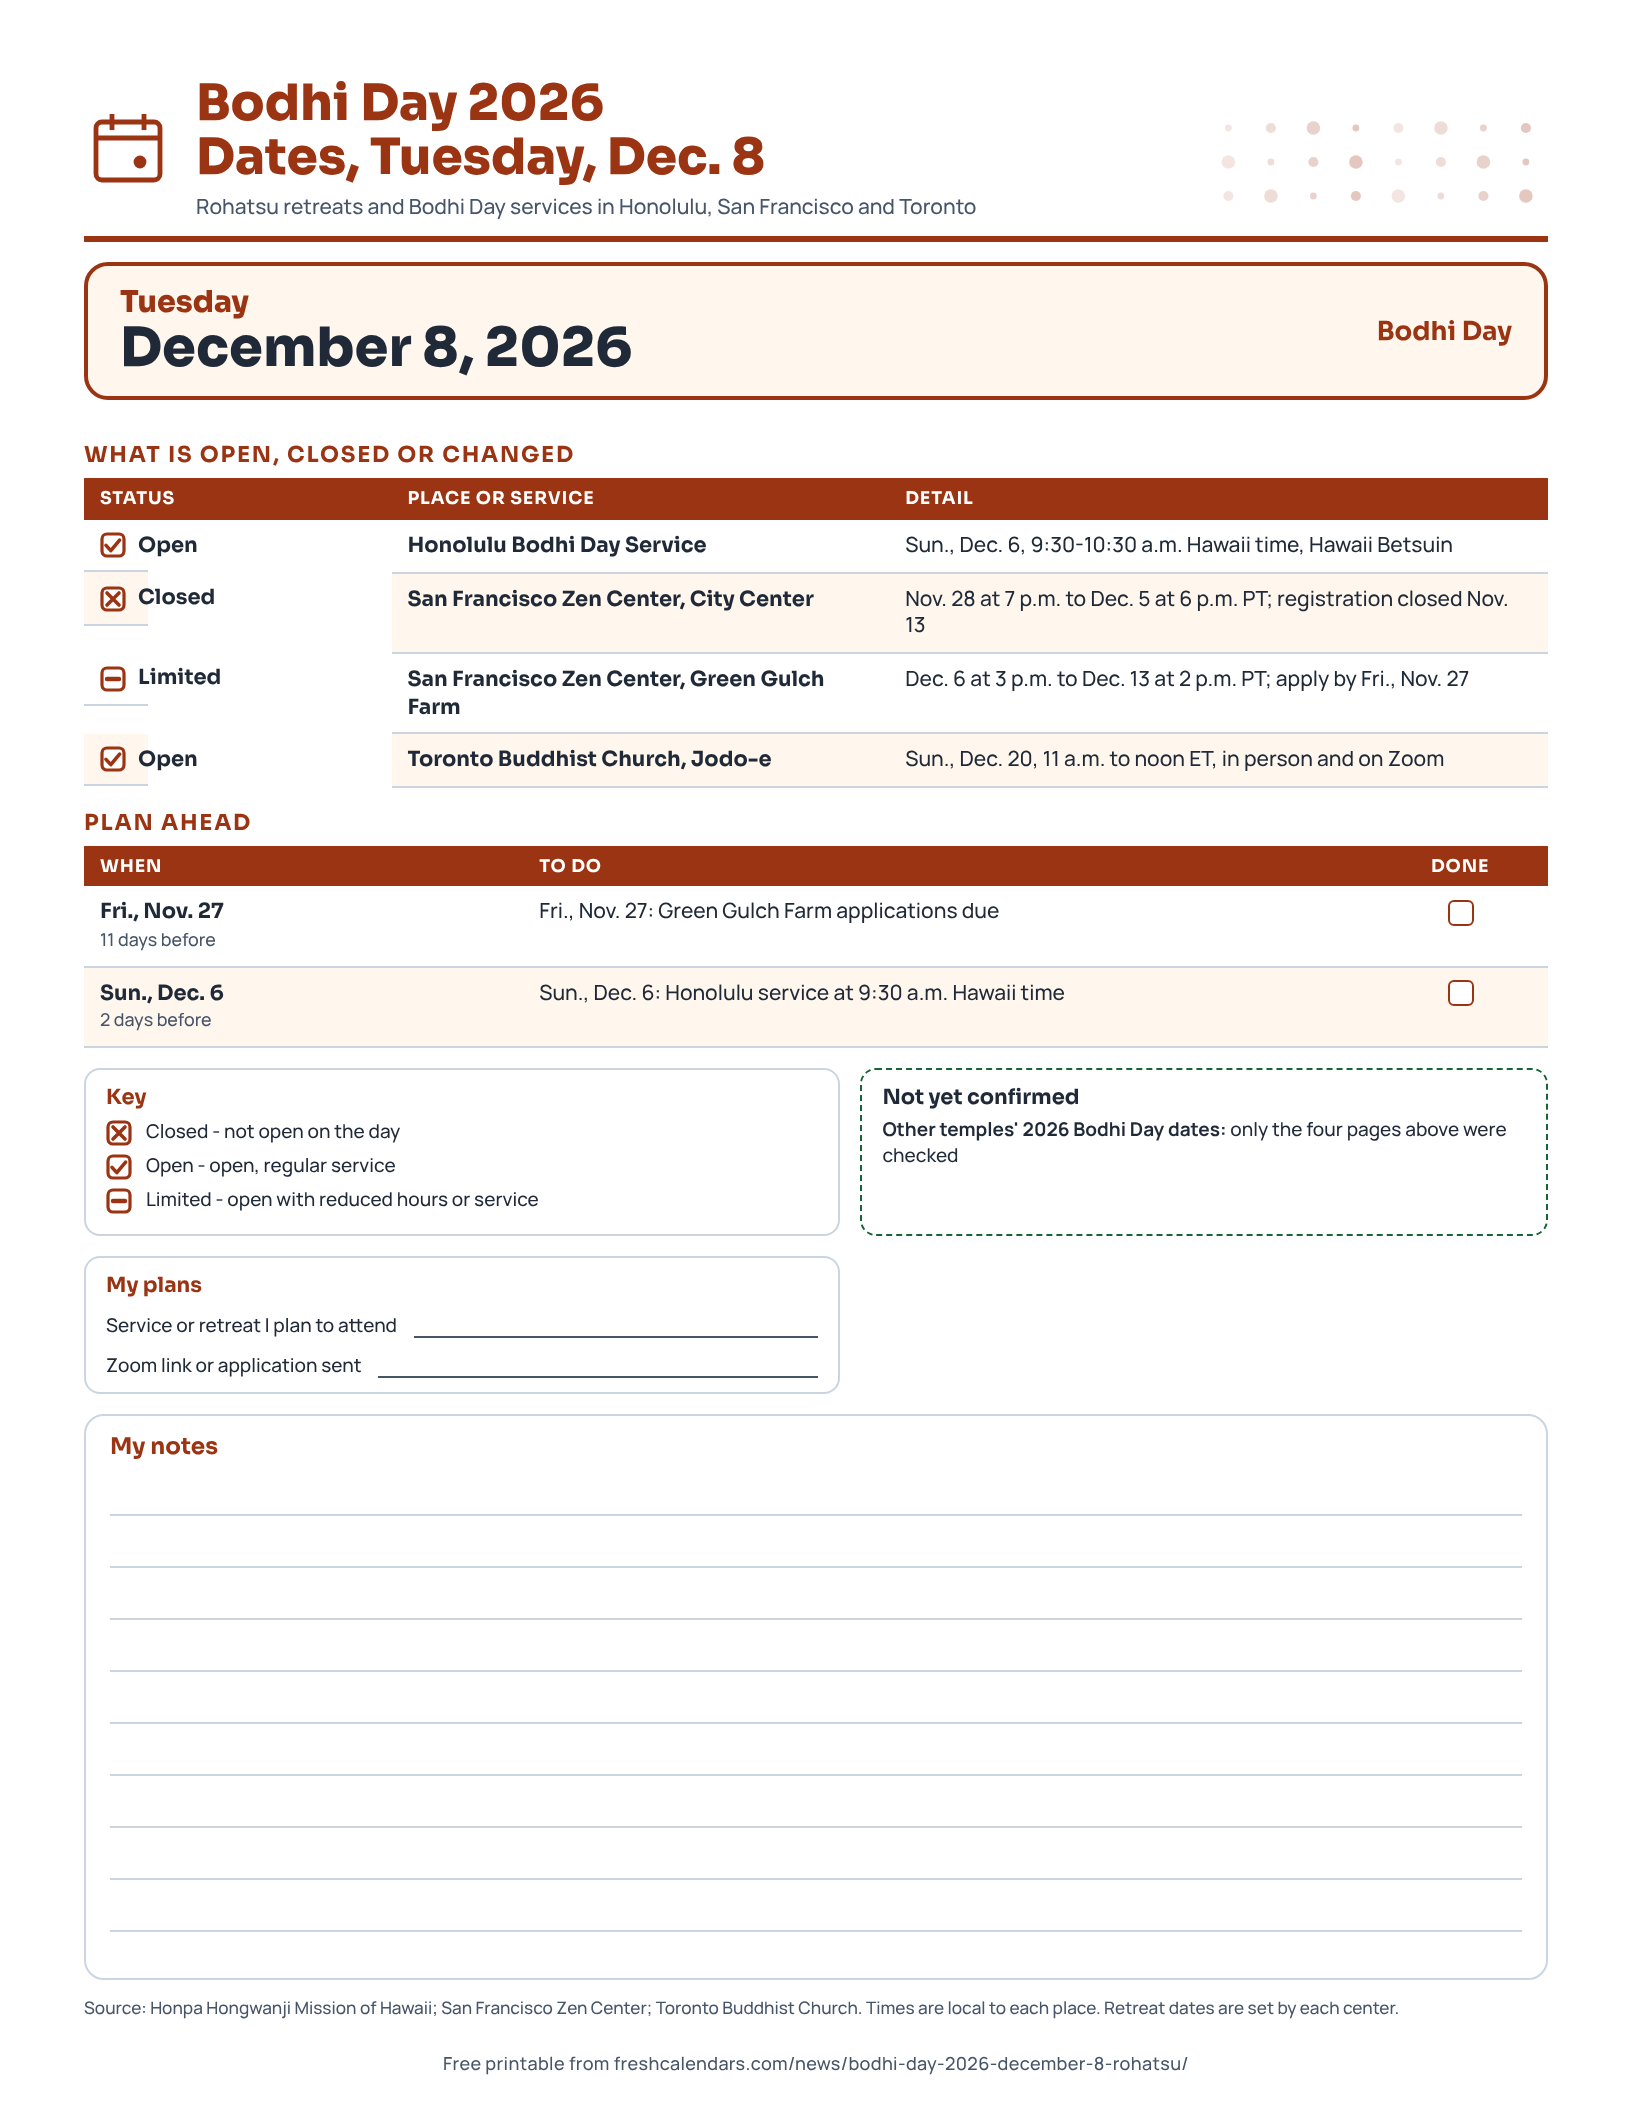 Bodhi Day 2026
Dates, Tuesday, Dec. 8
Rohatsu retreats and Bodhi Day services in Honolulu, San Francisco and Toronto
Tuesday
December 8, 2026
Bodhi Day
WHAT IS OPEN, CLOSED OR CHANGED
STATUS PLACE OR SERVICE DETAIL
Open Honolulu Bodhi Day Service Sun., Dec. 6, 9:30-10:30 a.m. Hawaii time, Hawaii Betsuin
Closed San Francisco Zen Center, City Center Nov. 28 at 7 p.m. to Dec. 5 at 6 p.m. PT; registration closed Nov.
13
Limited San Francisco Zen Center, Green Gulch Dec. 6 at 3 p.m. to Dec. 13 at 2 p.m. PT; apply by Fri., Nov. 27
Farm
Open Toronto Buddhist Church, Jodo-e Sun., Dec. 20, 11 a.m. to noon ET, in person and on Zoom
PLAN AHEAD
WHEN TO DO DONE
Fri., Nov. 27 Fri., Nov. 27: Green Gulch Farm applications due
11 days before
Sun., Dec. 6 Sun., Dec. 6: Honolulu service at 9:30 a.m. Hawaii time
2 days before
Key
Closed - not open on the day
Open - open, regular service
Limited - open with reduced hours or service
Not yet confirmed
Other temples' 2026 Bodhi Day dates: only the four pages above were
checked
My plans
Service or retreat I plan to attend
Zoom link or application sent
My notes
Source: Honpa Hongwanji Mission of Hawaii; San Francisco Zen Center; Toronto Buddhist Church. Times are local to each place. Retreat dates are set by each center.
Free printable from freshcalendars.com/news/bodhi-day-2026-december-8-rohatsu/